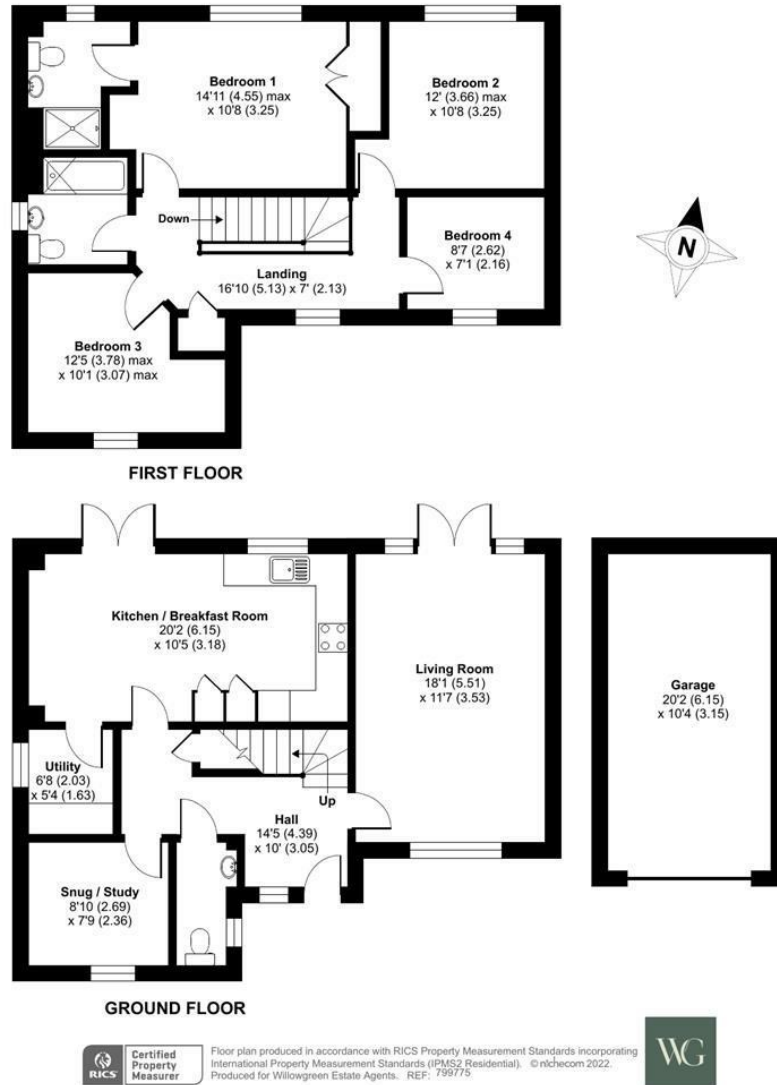 Bedroom 1
14'11 (4.55) max
x 10'8 (3.25)
Bedroom 2
12' (3.66) max
x 10'8 (3.25)
Down
Bedroom 4
8'7 (2.62)
x 7'1 (2.16)
N
Landing
16'10 (5.13) x 7' (2.13)
Bedroom 3
12'5 (3.78) max
x 10'1 (3.07) max
FIRST FLOOR
Kitchen / Breakfast Room
20'2 (6.15)
x 10'5 (3.18)
Living Room
18'1 (5.51)
x 11'7 (3.53)
Garage
20'2 (6.15)
x 10'4 (3.15)
Utility
6'8 (2.03)
x 5'4 (1.63)
Up
Hall
14'5 (4.39)
x 10' (3.05)
Snug / Study
8'10 (2.69)
x 7'9 (2.36)
GROUND FLOOR
RICS
Certified
Property
Measurer
Floor plan produced in accordance with RICS Property Measurement Standards incorporating
International Property Measurement Standards (IPMS2 Residential). © nichecom 2022.
Produced for Willowgreen Estate Agents. REF: 799775
WG